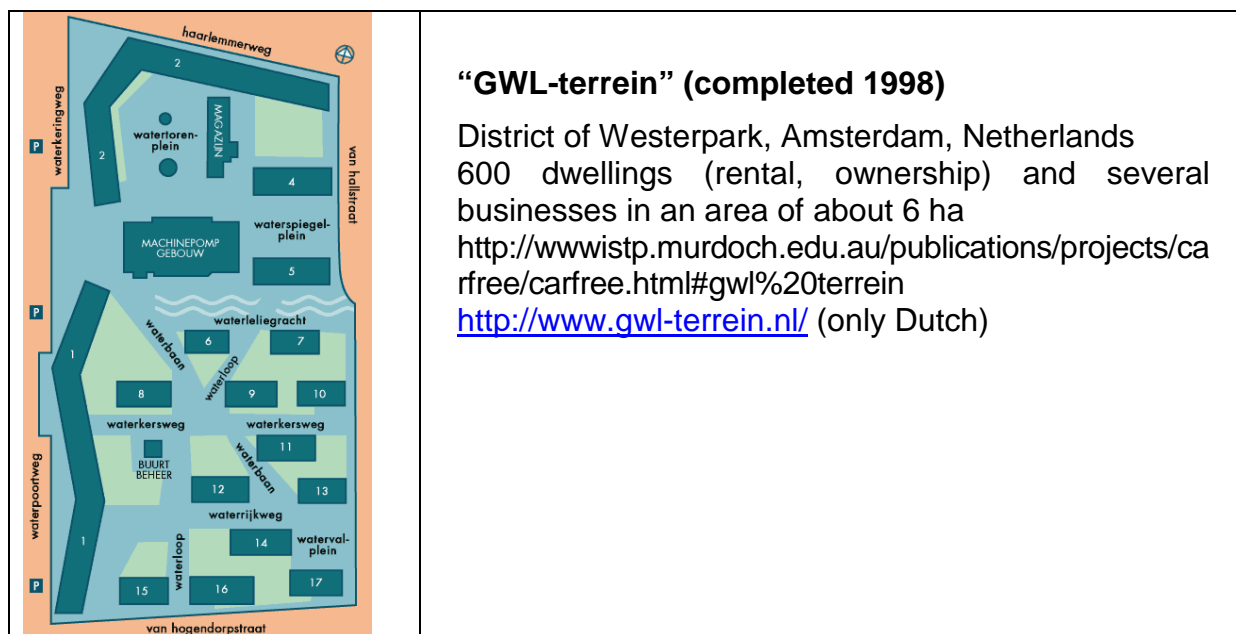 haarlemmerweg
2
waterkeringweg
watertoren-
plein
MAGAZIJN
P
2
van hallstraat
4
waterspiegel-
plein
MACHINEPOMP
GEBOUW
5
P
waterleliegracht
1
waterbaan
6
7
waterloop
8
9
10
waterkersweg
waterkersweg
11
BUURT
BEHEER
waterbaan
12
13
waterpoortweg
waterrijkweg
1
14
waterval-
plein
waterloop
P
15
16
17
van hogendorpstraat
“GWL-terrein” (completed 1998)
District of Westerpark, Amsterdam, Netherlands
600 dwellings (rental, ownership) and several
businesses in an area of about 6 ha
http://wwwistp.murdoch.edu.au/publications/projects/ca
rfree/carfree.html#gwl%20terrein
http://www.gwl-terrein.nl/ (only Dutch)